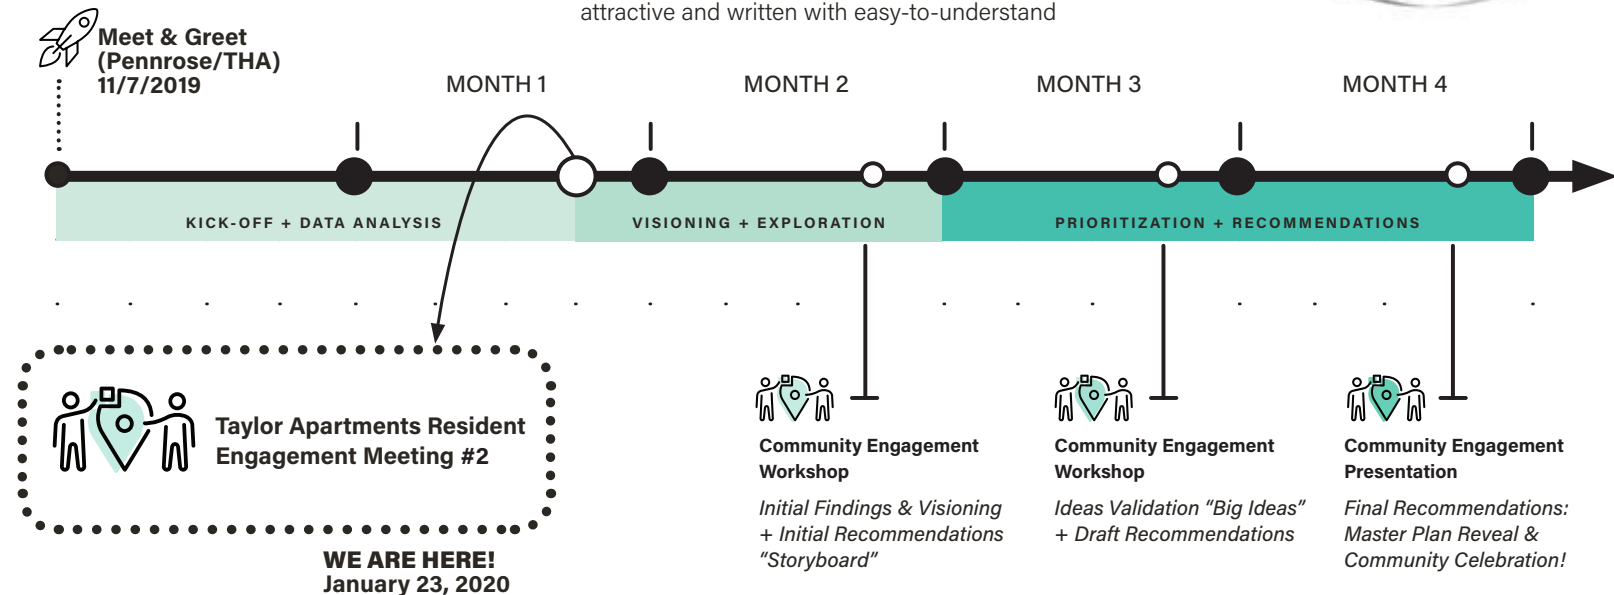 attractive and written with easy-to-understand
Meet & Greet
(Pennrose/THA)
11/7/2019
MONTH 1
MONTH 2
MONTH 3
MONTH 4
KICK-OFF + DATA ANALYSIS
VISIONING + EXPLORATION
PRIORITIZATION + RECOMMENDATIONS
Taylor Apartments Resident
Engagement Meeting #2
WE ARE HERE!
January 23, 2020
Community Engagement
Workshop
Initial Findings & Visioning
+ Initial Recommendations
“Storyboard”
Community Engagement
Workshop
Ideas Validation “Big Ideas”
+ Draft Recommendations
Community Engagement
Presentation
Final Recommendations:
Master Plan Reveal &
Community Celebration!